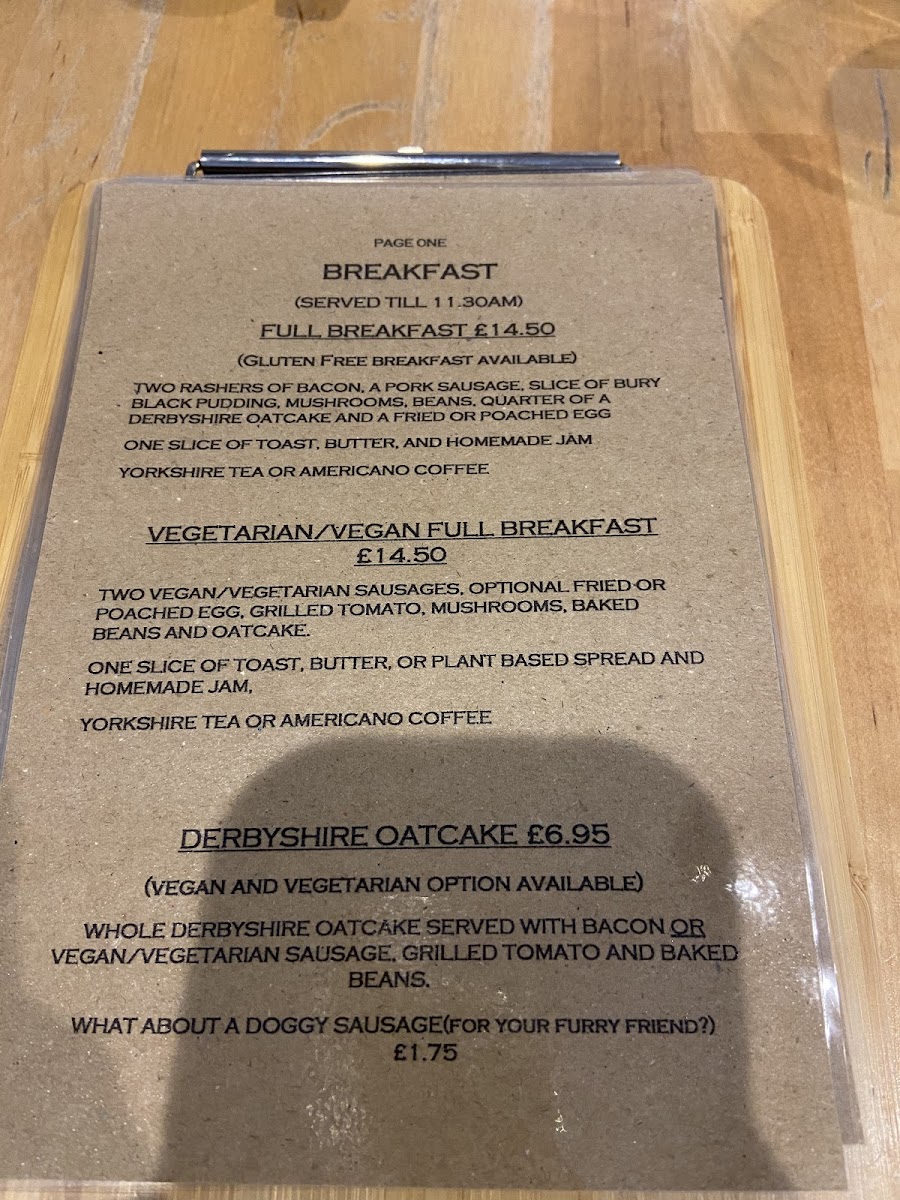 PAGE ONE
BREAKFAST
(SERVED TILL 11.30AM)
FULL BREAKFAST £14.50
(GLUTEN FREE BREAKFAST AVAILABLE)
TWO RASHERS OF BACON, A PORK SAUSAGE, SLICE OF BURY
BLACK PUDDING, MUSHROOMS, BEANS, QUARTER OF A
DERBYSHIRE OATCAKE AND A FRIED OR POACHED EGG
ONE SLICE OF TOAST, BUTTER, AND HOMEMADE JAM
YORKSHIRE TEA OR AMERICANO COFFEE
VEGETARIAN/VEGAN FULL BREAKFAST
£14.50
TWO VEGAN/VEGETARIAN SAUSAGES, OPTIONAL FRIED OR
POACHED EGG, GRILLED TOMATO, MUSHROOMS, BAKED
BEANS AND OATCAKE.
ONE SLICE OF TOAST, BUTTER, OR PLANT BASED SPREAD AND
HOMEMADE JAM,
YORKSHIRE TEA OR AMERICANO COFFEE
DERBYSHIRE OATCAKE £6.95
(VEGAN AND VEGETARIAN OPTION AVAILABLE)
WHOLE DERBYSHIRE OATCAKE SERVED WITH BACON OR
VEGAN/VEGETARIAN SAUSAGE, GRILLED TOMATO AND BAKED
BEANS.
WHAT ABOUT A DOGGY SAUSAGE(FOR YOUR FURRY FRIEND?)
£1.75